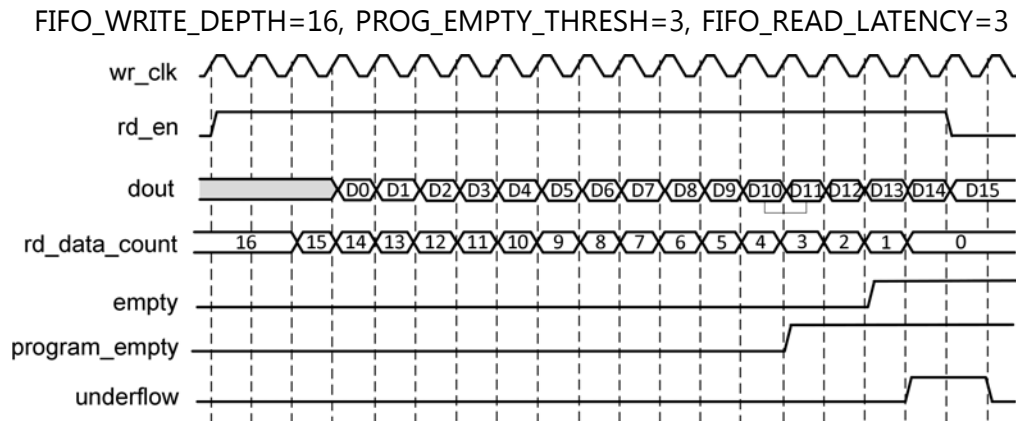 FIFO_WRITE_DEPTH=16, PROG_EMPTY_THRESH=3, FIFO_READ_LATENCY=3
wr_clk
rd_en
dout D0 D1 D2 D3 D4 D5 D6 D7 D8 D9 D10 D11 D12 D13 D14 D15
rd_data_count 16 15 14 13 12 11 10 9 8 7 6 5 4 3 2 1 0
empty
program_empty
underflow